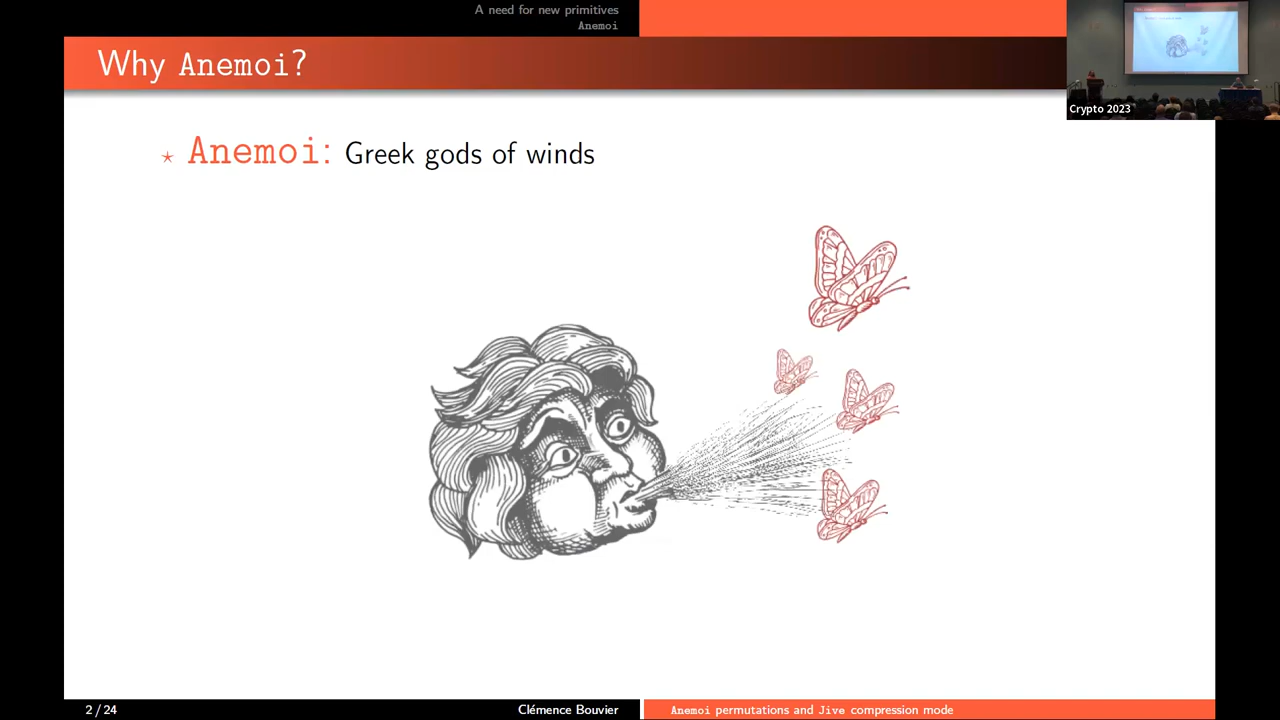 A need for new primitives
Anemoi
Why Anemoi?
Crypto 2023
⋆ Anemoi: Greek gods of winds
2 / 24
Clémence Bouvier
Anemoi permutations and Jive compression mode